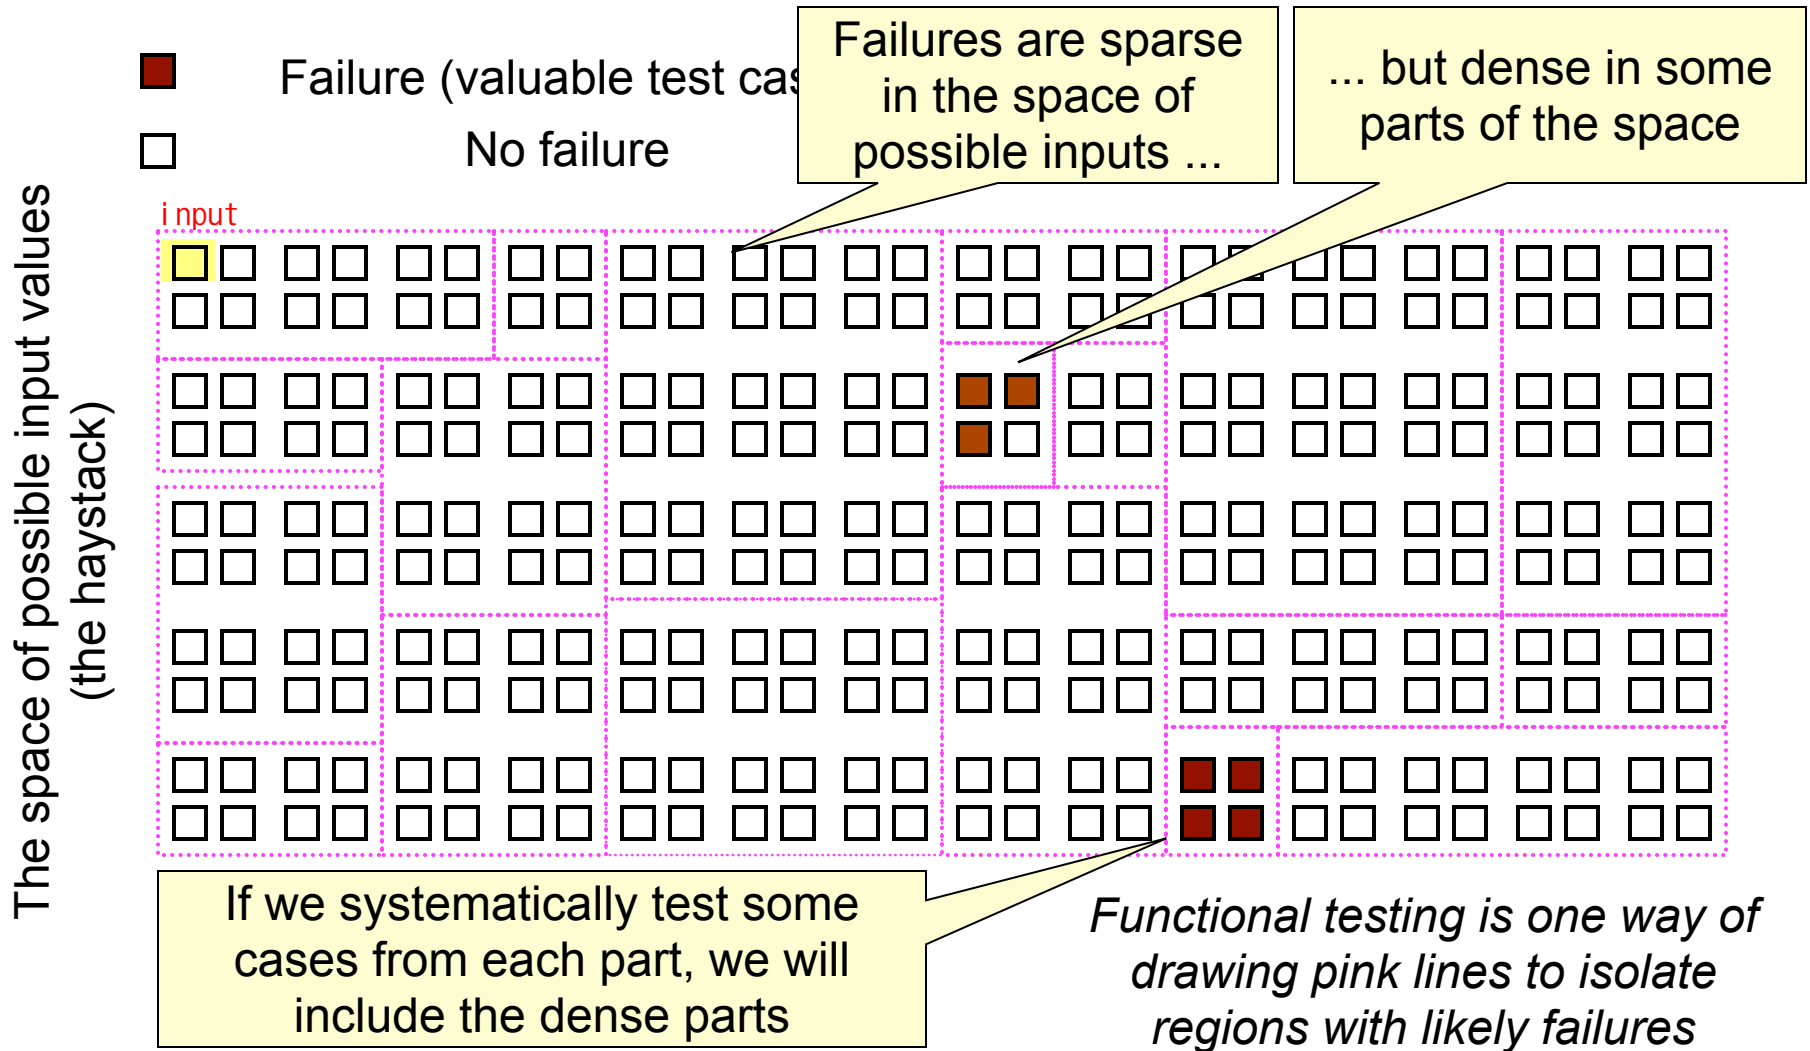 Failure (valuable test cas
No failure
Failures are sparse
in the space of
possible inputs ...
... but dense in some
parts of the space
input
The space of possible input values
(the haystack)
If we systematically test some
cases from each part, we will
include the dense parts
Functional testing is one way of
drawing pink lines to isolate
regions with likely failures